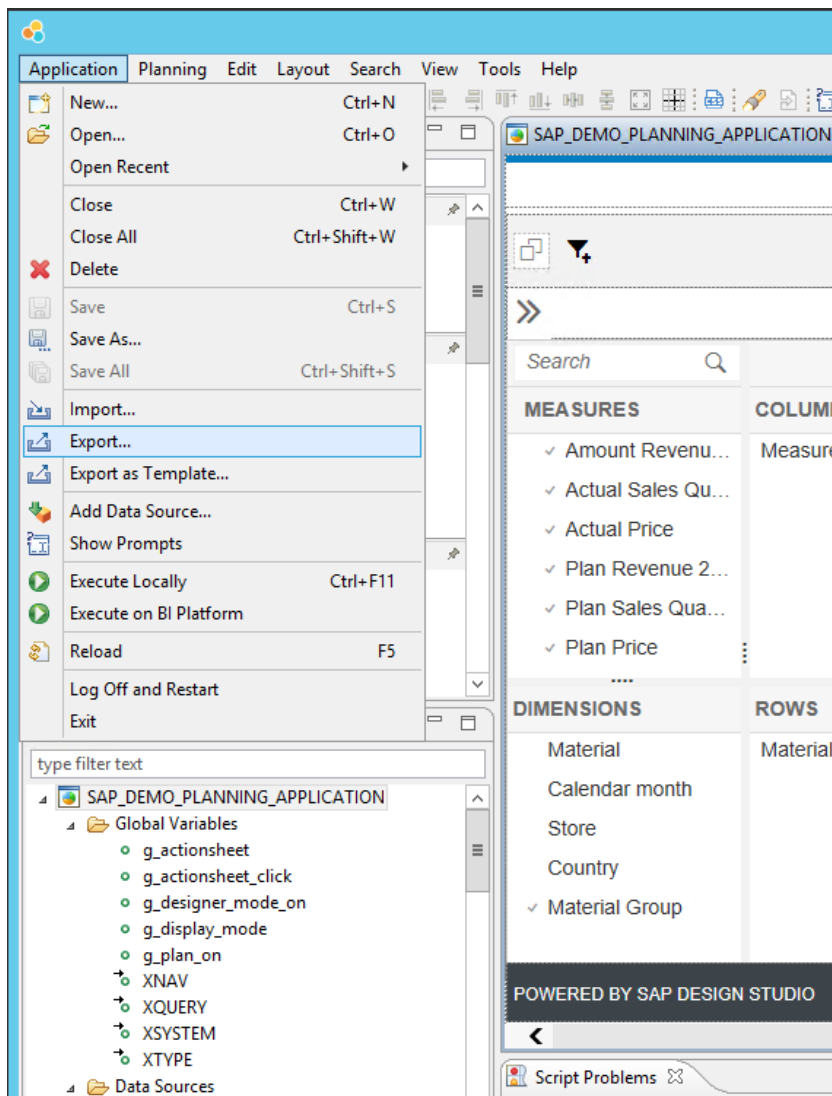 Application Planning Edit Layout Search View Tools Help
New... Ctrl+N
Open... Ctrl+O
Open Recent
Close Ctrl+W
Close All Ctrl+Shift+W
Delete
Save Ctrl+S
Save As...
Save All Ctrl+Shift+S
Import...
Export...
Export as Template...
Add Data Source...
Show Prompts
Execute Locally Ctrl+F11
Execute on BI Platform
Reload F5
Log Off and Restart
Exit
type filter text
SAP_DEMO_PLANNING_APPLICATION
Global Variables
g_actionsheet
g_actionsheet_click
g_designer_mode_on
g_display_mode
g_plan_on
XNAV
XQUERY
XSYSTEM
XTYPE
Data Sources
SAP_DEMO_PLANNING_APPLICATION
Search
MEASURES
Amount Revenu...
Actual Sales Qu...
Actual Price
Plan Revenue 2...
Plan Sales Qua...
Plan Price
COLUM
Measure
DIMENSIONS
Material
Calendar month
Store
Country
Material Group
ROWS
Material
POWERED BY SAP DESIGN STUDIO
Script Problems